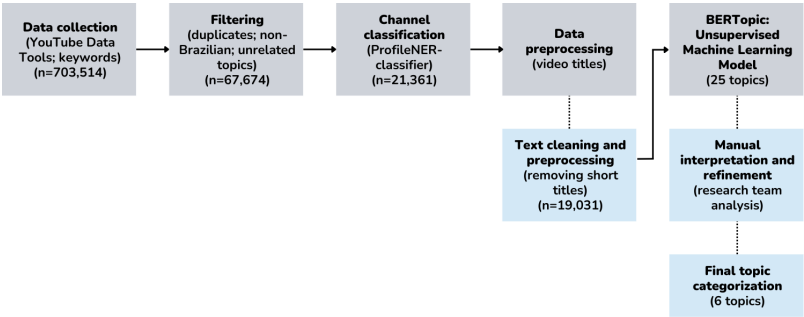 Data collection
(YouTube Data
Tools; keywords)
(n=703,514)
Filtering
(duplicates; non-
Brazilian; unrelated
topics)
(n=67,674)
Channel
classification
(ProfileNER-
classifier)
(n=21,361)
Data
preprocessing
(video titles)
BERTopic:
Unsupervised
Machine Learning
Model
(25 topics)
Text cleaning and
preprocessing
(removing short
titles)
(n=19,031)
Manual
interpretation and
refinement
(research team
analysis)
Final topic
categorization
(6 topics)